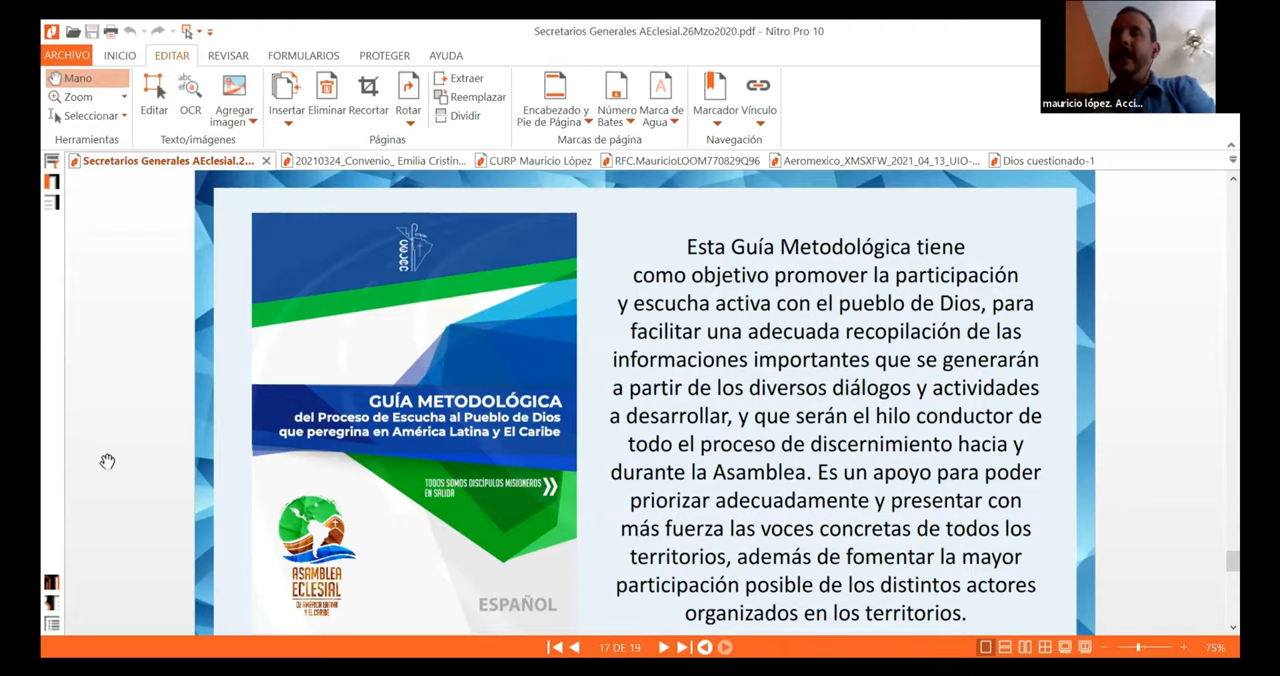 Secretarios Generales AEclesial.26Mzo2020.pdf - Nitro Pro 10
ARCHIVO INICIO EDITAR REVISAR FORMULARIOS PROTEGER AYUDA
Mano
Zoom
Seleccionar
Herramientas
Editar
OCR
Agregar
imagen
Texto/imágenes
Insertar
Eliminar
Recortar
Rotar
Extraer
Reemplazar
Dividir
Páginas
Encabezado y
Pie de Página
Número
Bates
Marca de
Agua
Marcas de página
Marcador
Vínculo
Navegación
mauricio lópez. Acci...
Secretarios Generales AEclesial.2...
20210324_Convenio_ Emilia Cristin...
CURP Mauricio López
RFC.MauricioLOOM770829Q96
Aeromexico_XMSXFW_2021_04_13_UIO-...
Dios cuestionado-1
GUÍA METODOLÓGICA
del Proceso de Escucha al Pueblo de Dios
que peregrina en América Latina y El Caribe
TODOS SOMOS DISCÍPULOS MISIONEROS
EN SALIDA
ASAMBLEA
ECLESIAL
DE AMÉRICA LATINA
Y EL CARIBE
ESPAÑOL
Esta Guía Metodológica tiene
como objetivo promover la participación
y escucha activa con el pueblo de Dios, para
facilitar una adecuada recopilación de las
informaciones importantes que se generarán
a partir de los diversos diálogos y actividades
a desarrollar, y que serán el hilo conductor de
todo el proceso de discernimiento hacia y
durante la Asamblea. Es un apoyo para poder
priorizar adecuadamente y presentar con
más fuerza las voces concretas de todos los
territorios, además de fomentar la mayor
participación posible de los distintos actores
organizados en los territorios.
17 DE 19
75%